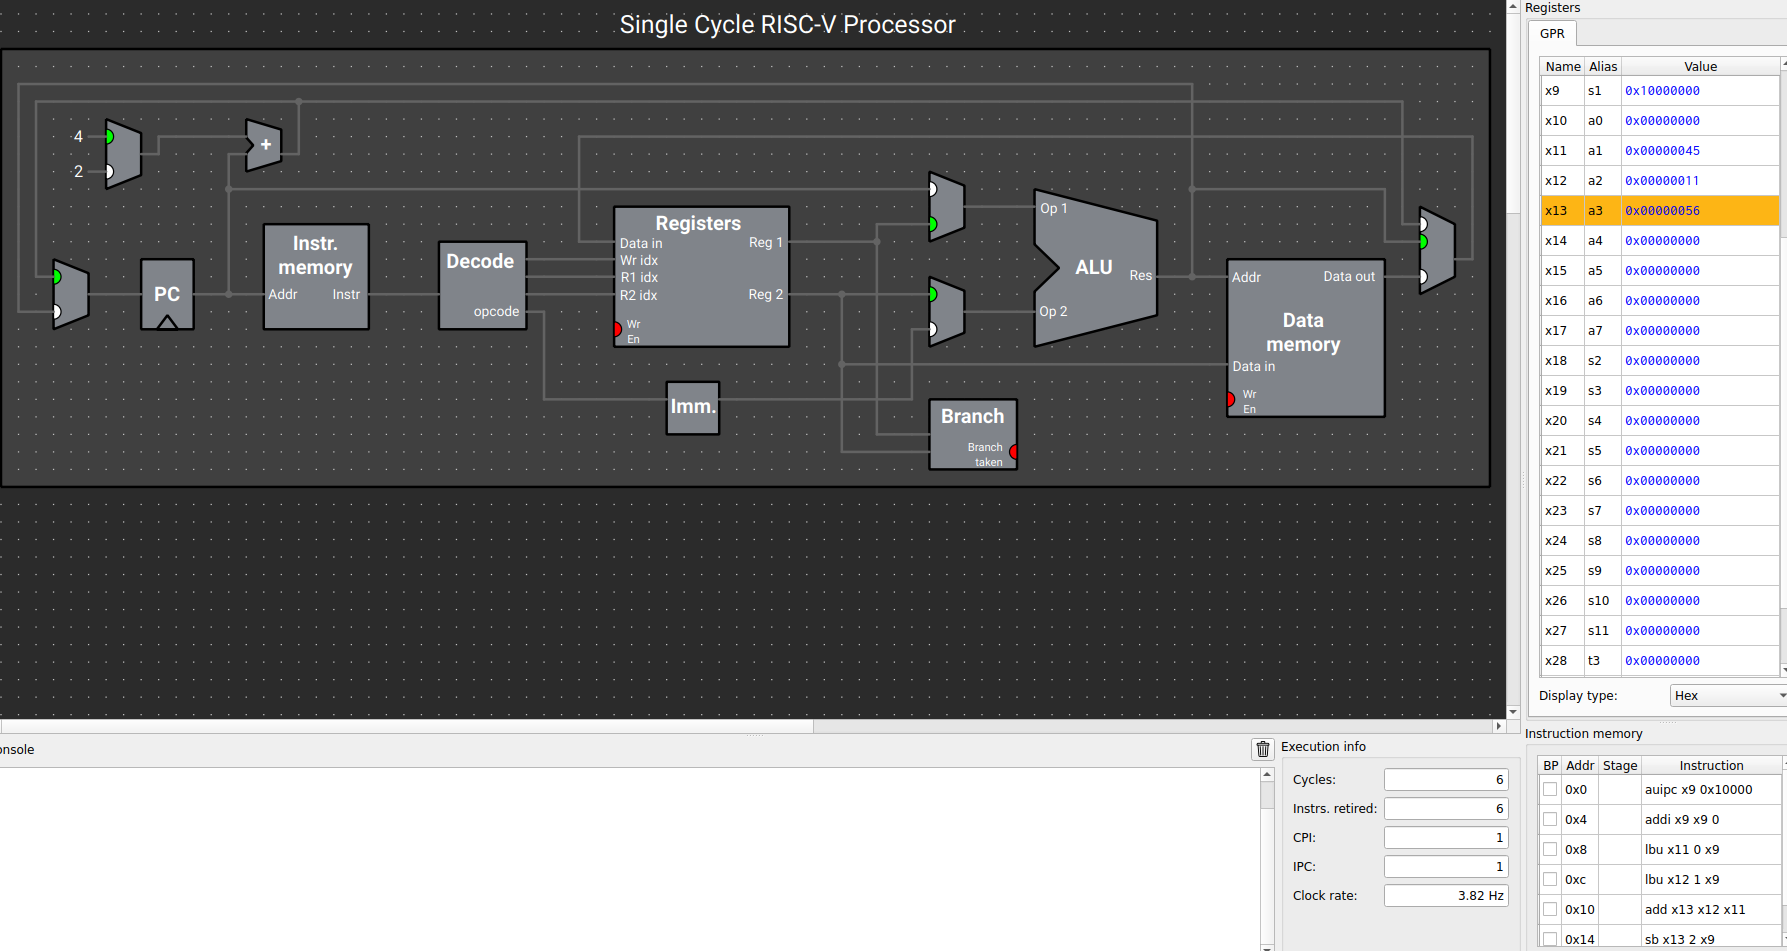 Single Cycle RISC-V Processor
4
2
+
PC
Instr.
memory
Addr
Instr
Decode
opcode
Registers
Data in
Wr idx
R1 idx
R2 idx
Wr
En
Reg 1
Reg 2
Imm.
Op 1
Op 2
ALU
Res
Branch
Branch
taken
Addr
Data out
Data
memory
Data in
Wr
En
Registers
GPR
Name Alias Value
x9 s1 0x10000000
x10 a0 0x00000000
x11 a1 0x00000045
x12 a2 0x00000011
x13 a3 0x00000056
x14 a4 0x00000000
x15 a5 0x00000000
x16 a6 0x00000000
x17 a7 0x00000000
x18 s2 0x00000000
x19 s3 0x00000000
x20 s4 0x00000000
x21 s5 0x00000000
x22 s6 0x00000000
x23 s7 0x00000000
x24 s8 0x00000000
x25 s9 0x00000000
x26 s10 0x00000000
x27 s11 0x00000000
x28 t3 0x00000000
Display type: Hex
onsole
Execution info
Cycles: 6
Instrs. retired: 6
CPI: 1
IPC: 1
Clock rate: 3.82 Hz
Instruction memory
BP Addr Stage Instruction
0x0 auipc x9 0x10000
0x4 addi x9 x9 0
0x8 lbu x11 0 x9
0xc lbu x12 1 x9
0x10 add x13 x12 x11
0x14 sb x13 2 x9